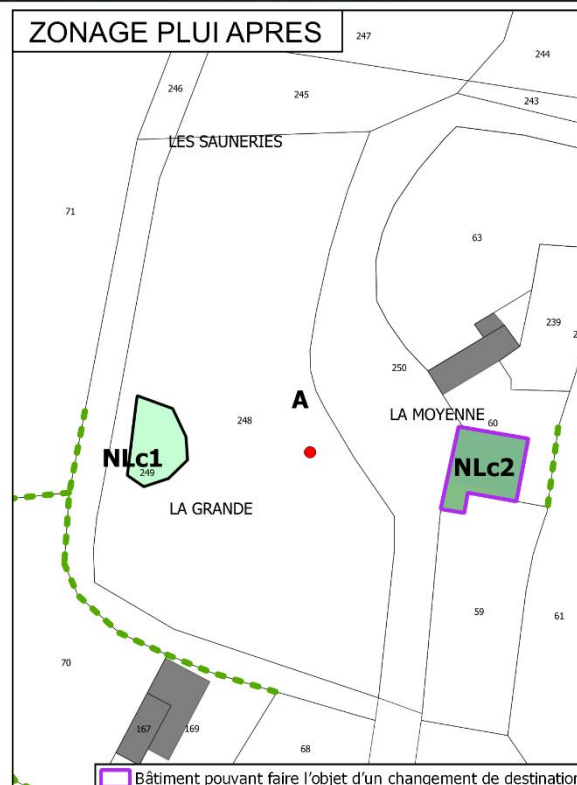 ZONAGE PLUI APRES
247
244
246
245
243
LES SAUNERIES
71
63
239
250
A
248
LA MOYENNE
60
NLc1
249
NLc2
LA GRANDE
59
61
70
167
169
68
Bâtiment pouvant faire l'objet d'un changement de destination